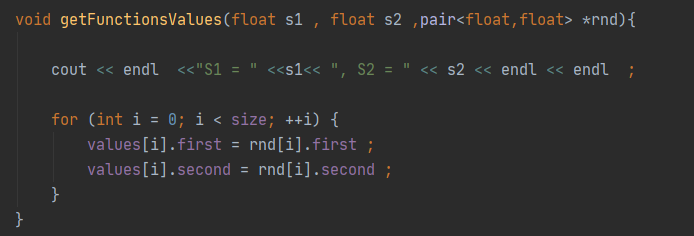 void getFunctionsValues(float s1 , float s2 ,pair<float,float> *rnd){
cout << endl  <<"S1 = " <<s1<< ", S2 = " << s2 << endl << endl  ;
for (int i = 0; i < size; ++i) {
values[i].first = rnd[i].first ;
values[i].second = rnd[i].second ;
}
}